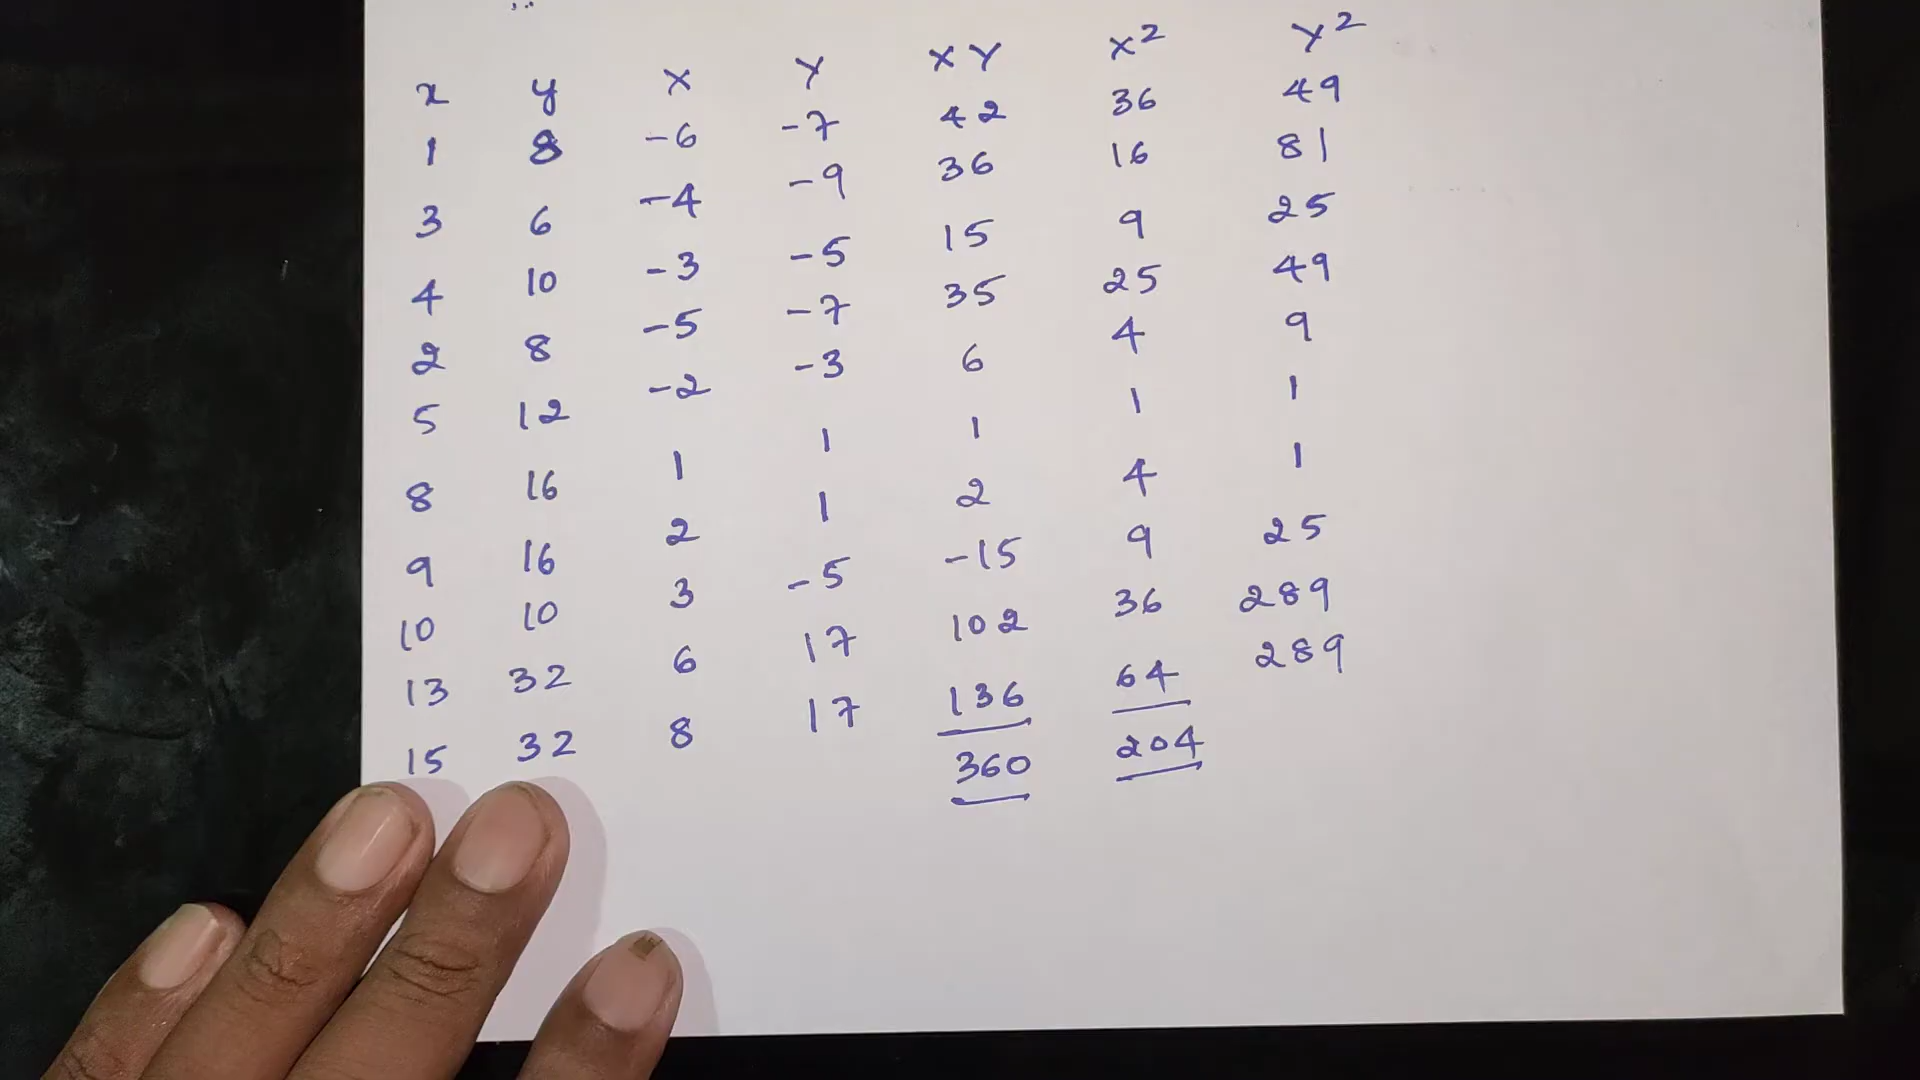 x y X Y XY X² Y²
1 8 -6 -7 42 36 49
3 6 -4 -9 36 16 81
4 10 -3 -5 15 9 25
2 8 -5 -7 35 25 49
5 12 -2 -3 6 4 9
8 16 1 1 1 1 1
9 16 2 1 2 4 1
10 10 3 -5 -15 9 25
13 32 6 17 102 36 289
15 32 8 17 136 64 289
360 204